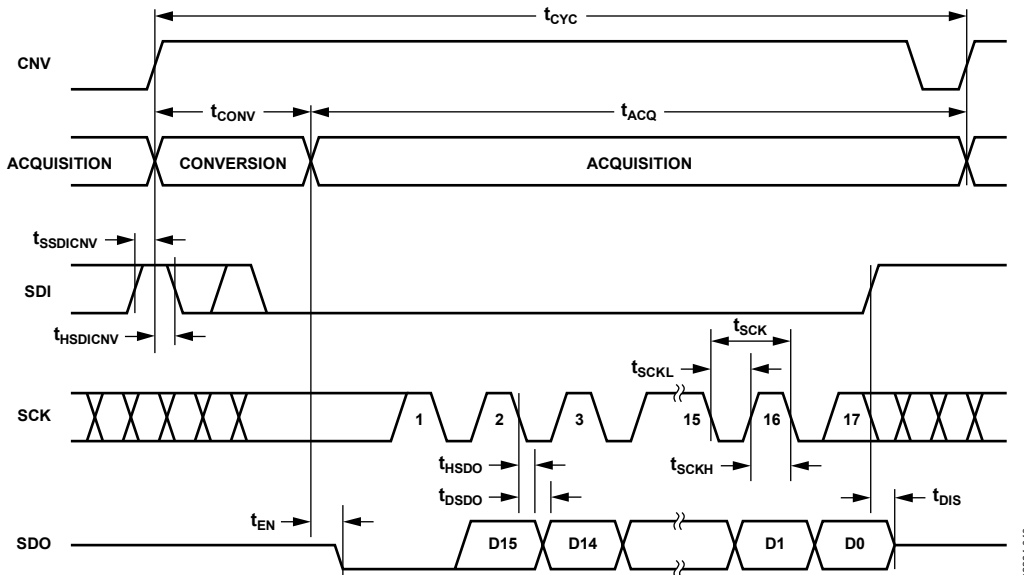 tCYC
CNV
tCONV
tACQ
ACQUISITION
CONVERSION
ACQUISITION
tSSDICNV
SDI
tHSDICNV
tSCK
tSCKL
SCK
1
2
3
15
16
17
tHSDO
tSCKH
tDSDO
tEN
tDIS
SDO
D15
D14
D1
D0